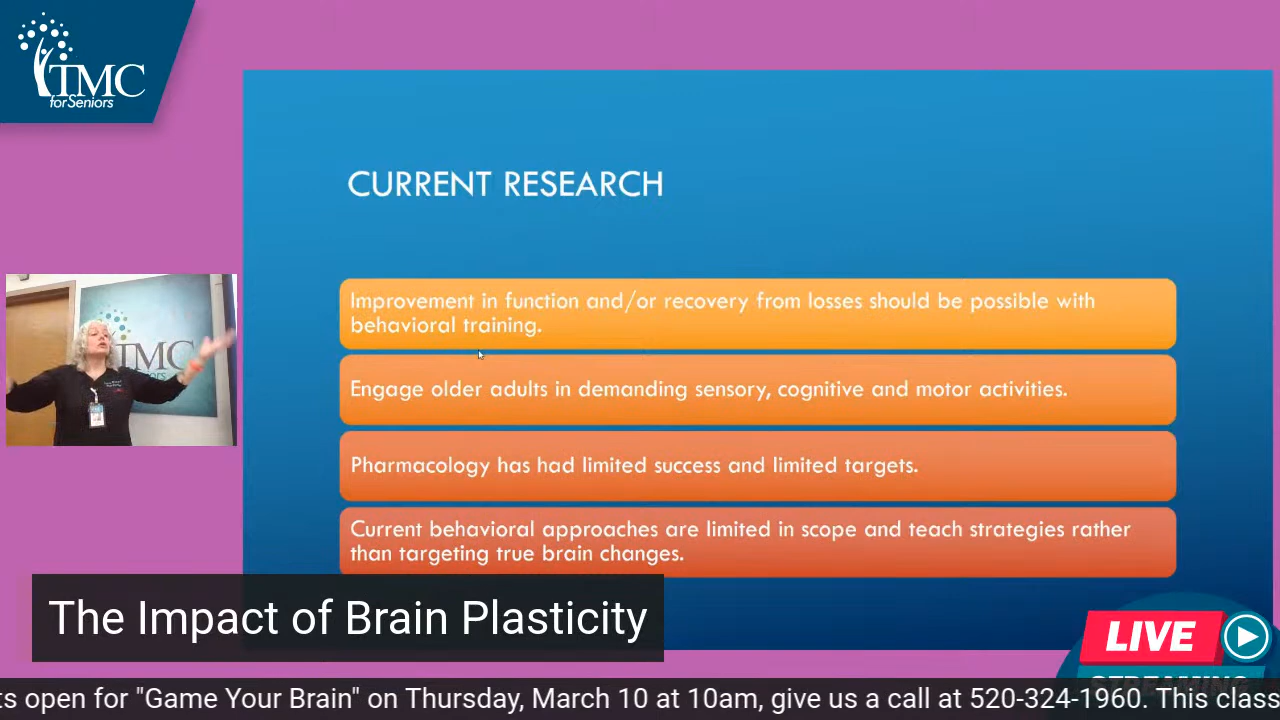 TMC
for Seniors
CURRENT RESEARCH
Improvement in function and/or recovery from losses should be possible with
behavioral training.
Engage older adults in demanding sensory, cognitive and motor activities.
Pharmacology has had limited success and limited targets.
Current behavioral approaches are limited in scope and teach strategies rather
than targeting true brain changes.
TMC
The Impact of Brain Plasticity
LIVE
STREAMING
ts open for "Game Your Brain" on Thursday, March 10 at 10am, give us a call at 520-324-1960. This class